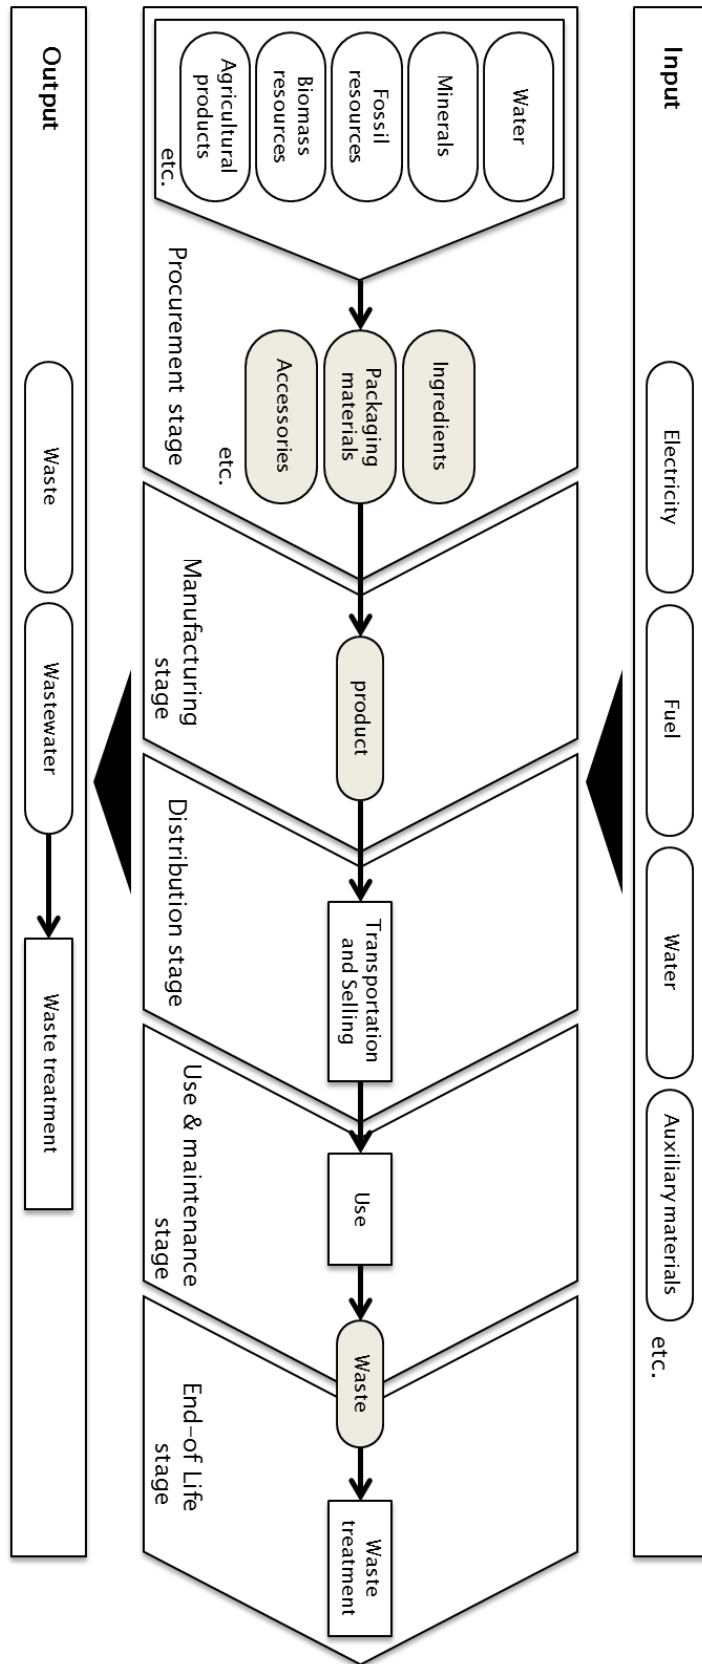 Input
Electricity
Fuel
Water
Auxiliary materials
etc.
Water
Minerals
Fossil
resources
Biomass
resources
Agricultural
products
etc.
Procurement stage
Ingredients
Packaging
materials
Accessories
etc.
Manufacturing
stage
product
Distribution stage
Transportation
and Selling
Use & maintenance
stage
Use
Waste
End-of Life
stage
Waste
treatment
Output
Waste
Wastewater
Waste treatment